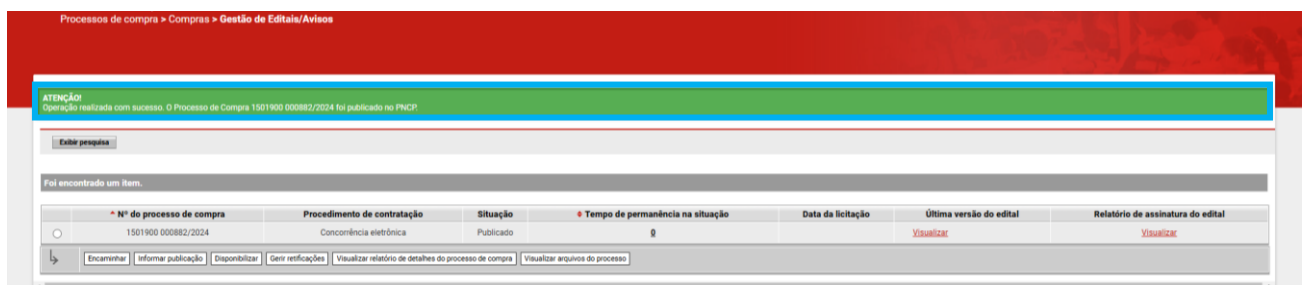 Processos de compra > Compras > Gestão de Editais/Avisos
ATENÇÃO!
Operação realizada com sucesso. O Processo de Compra 1501900 000882/2024 foi publicado no PNCP.
Exibir pesquisa
Foi encontrado um item.
Nº do processo de compra Procedimento de contratação Situação Tempo de permanência na situação Data da licitação Última versão do edital Relatório de assinatura do edital
1501900 000882/2024 Concorrência eletrônica Publicado 0 Visualizar Visualizar
Encaminhar Informar publicação Disponibilizar Gerir retificações Visualizar relatório de detalhes do processo de compra Visualizar arquivos do processo